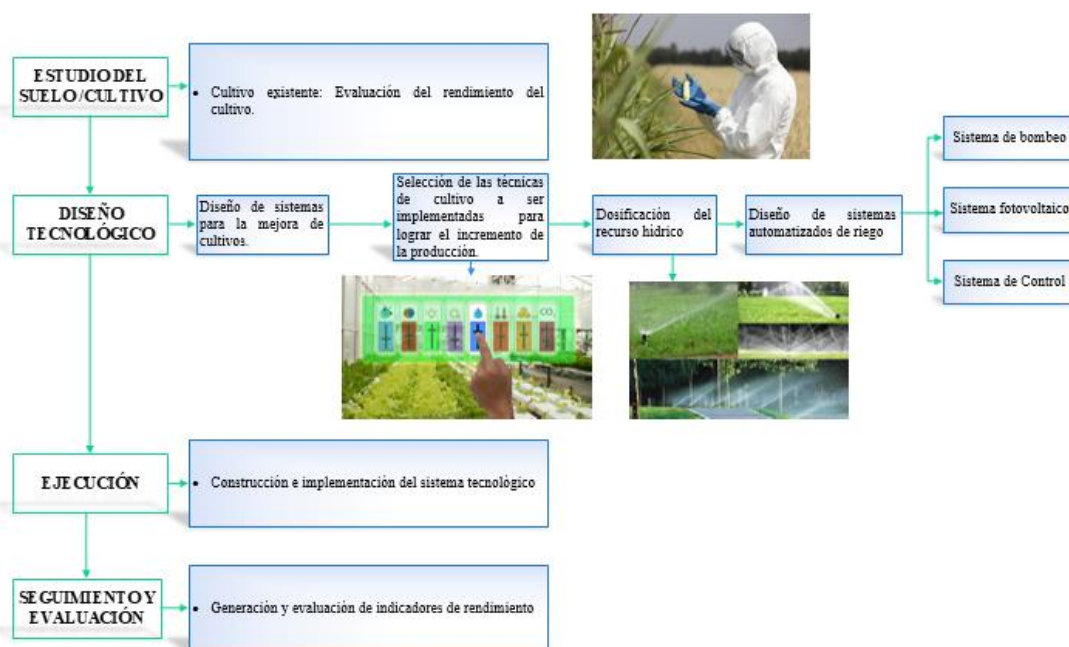 ESTUDIO DEL
SUELO/CULTIVO
• Cultivo existente: Evaluación del rendimiento del
cultivo.
DISEÑO
TECNOLÓGICO
Diseño de sistemas
para la mejora de
cultivos.
Selección de las técnicas
de cultivo a ser
implementadas para
lograr el incremento de
la producción.
Dosificación del
recurso hídrico
Diseño de sistemas
automatizados de riego
Sistema de bombeo
Sistema fotovoltaico
Sistema de Control
CO₂
EJECUCIÓN
• Construcción e implementación del sistema tecnológico
SEGUIMIENTO Y
EVALUACIÓN
• Generación y evaluación de indicadores de rendimiento